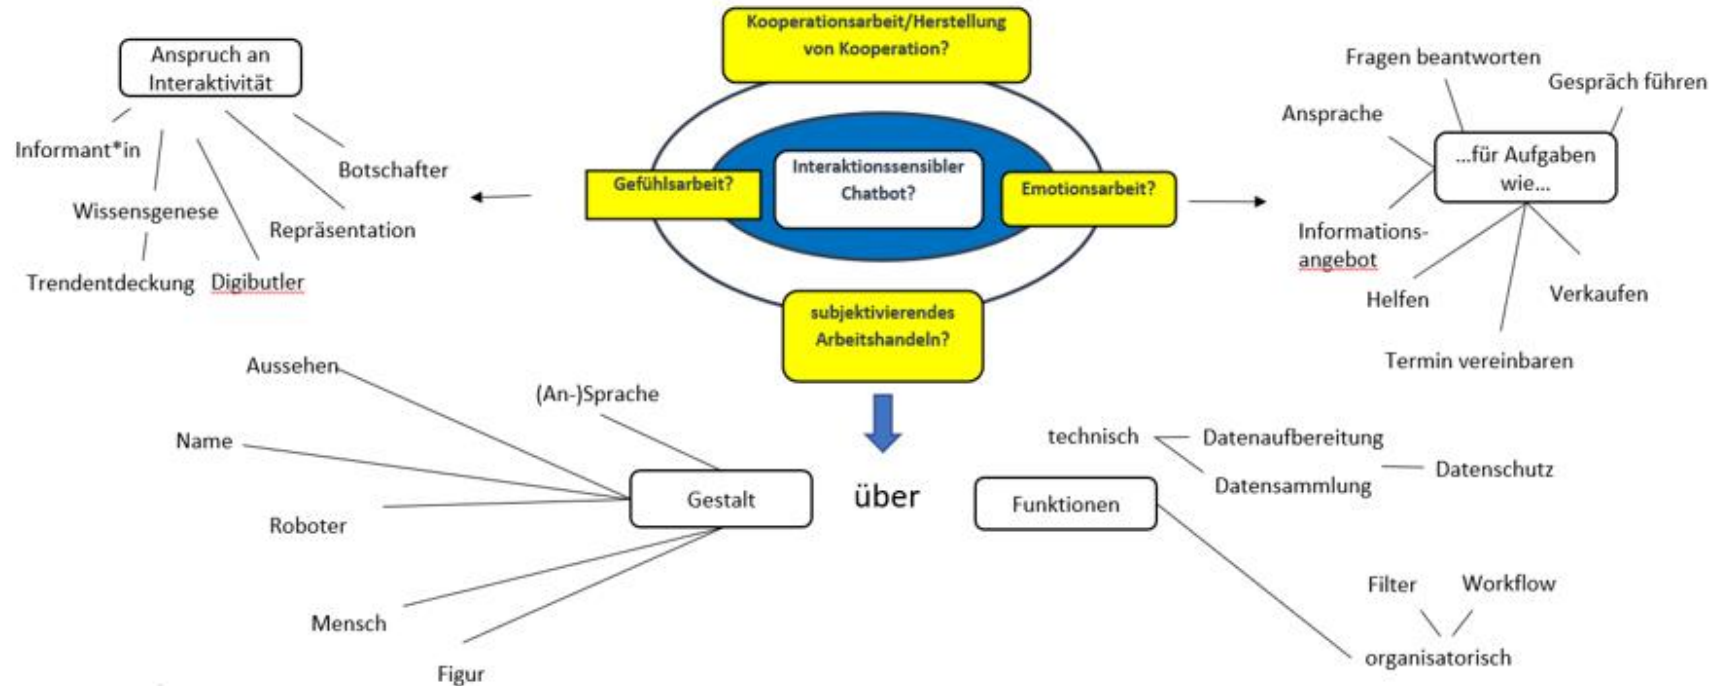 Kooperationsarbeit/Herstellung
von Kooperation?
Anspruch an
Interaktivität
Informant*in
Wissensgenese
Trendentdeckung
Digibutler
Repräsentation
Botschafter
Gefühlsarbeit?
Interaktionssensibler
Chatbot?
Emotionsarbeit?
subjektivierendes
Arbeitshandeln?
Fragen beantworten
Gespräch führen
Ansprache
...für Aufgaben
wie...
Informations-
angebot
Helfen
Verkaufen
Termin vereinbaren
Aussehen
(An-)Sprache
Name
Roboter
Gestalt
Mensch
Figur
über
Funktionen
technisch
Datenaufbereitung
Datensammlung
Datenschutz
Filter
Workflow
organisatorisch